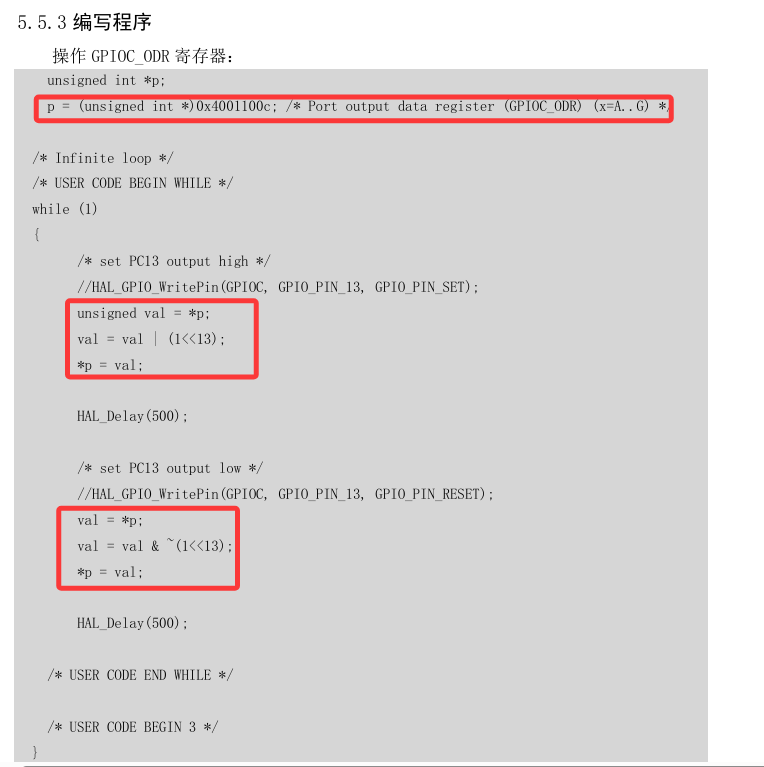 5.5.3 编写程序
操作 GPIOC_ODR 寄存器：
unsigned int *p;
p = (unsigned int *)0x4001100c; /* Port output data register (GPIOC_ODR) (x=A..G) */
/* Infinite loop */
/* USER CODE BEGIN WHILE */
while (1)
{
/* set PC13 output high */
//HAL_GPIO_WritePin(GPIOC, GPIO_PIN_13, GPIO_PIN_SET);
unsigned val = *p;
val = val | (1<<13);
*p = val;
HAL_Delay(500);
/* set PC13 output low */
//HAL_GPIO_WritePin(GPIOC, GPIO_PIN_13, GPIO_PIN_RESET);
val = *p;
val = val & ~(1<<13);
*p = val;
HAL_Delay(500);
/* USER CODE END WHILE */
/* USER CODE BEGIN 3 */
}